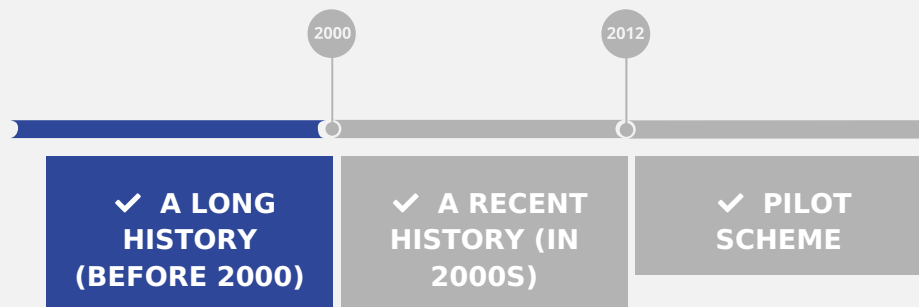 2000
2012
✓ A LONG
HISTORY
(BEFORE 2000)
✓ A RECENT
HISTORY (IN
2000S)
✓ PILOT
SCHEME